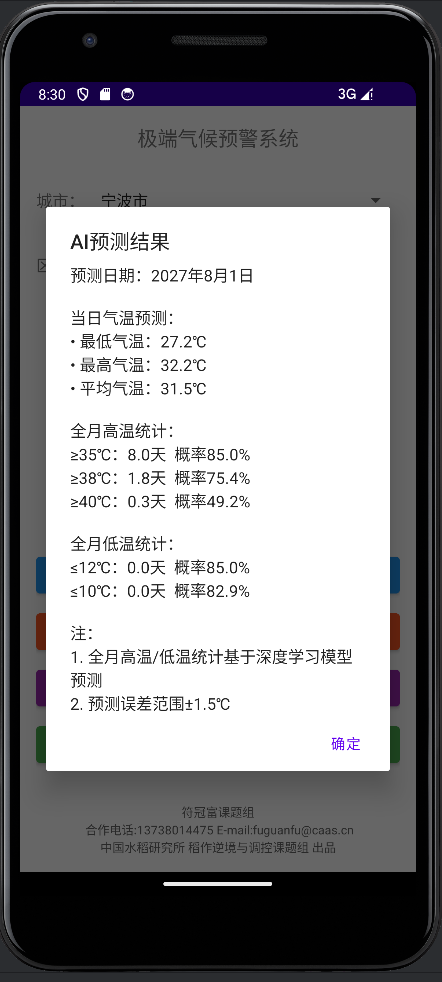 8:30
3G
极端气候预警系统
城市：
宁波市
AI预测结果
预测日期：2027年8月1日
当日气温预测：
• 最低气温：27.2℃
• 最高气温：32.2℃
• 平均气温：31.5℃
全月高温统计：
≥35℃：8.0天 概率85.0%
≥38℃：1.8天 概率75.4%
≥40℃：0.3天 概率49.2%
全月低温统计：
≤12℃：0.0天 概率85.0%
≤10℃：0.0天 概率82.9%
注：
1. 全月高温/低温统计基于深度学习模型
预测
2. 预测误差范围±1.5℃
确定
符冠富课题组
合作电话:13738014475 E-mail:fuguanfu@caas.cn
中国水稻研究所 稻作逆境与调控课题组 出品